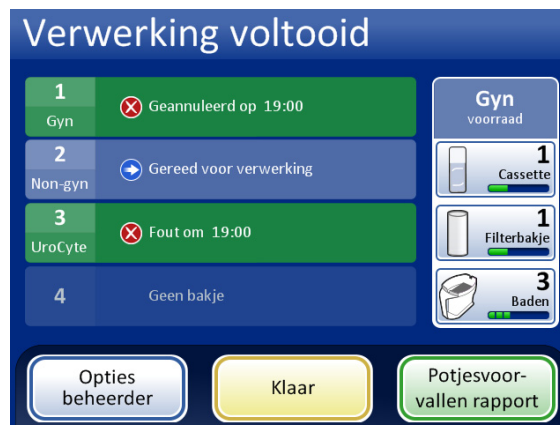 Verwerking voltooid
1
Gyn
Geannuleerd op 19:00
2
Non-gyn
Gereed voor verwerking
3
UroCyte
Fout om 19:00
4
Geen bakje
Gyn
voorraad
1
Cassette
1
Filterbakje
3
Baden
Opties
beheerder
Klaar
Potjesvoor-
vallen rapport